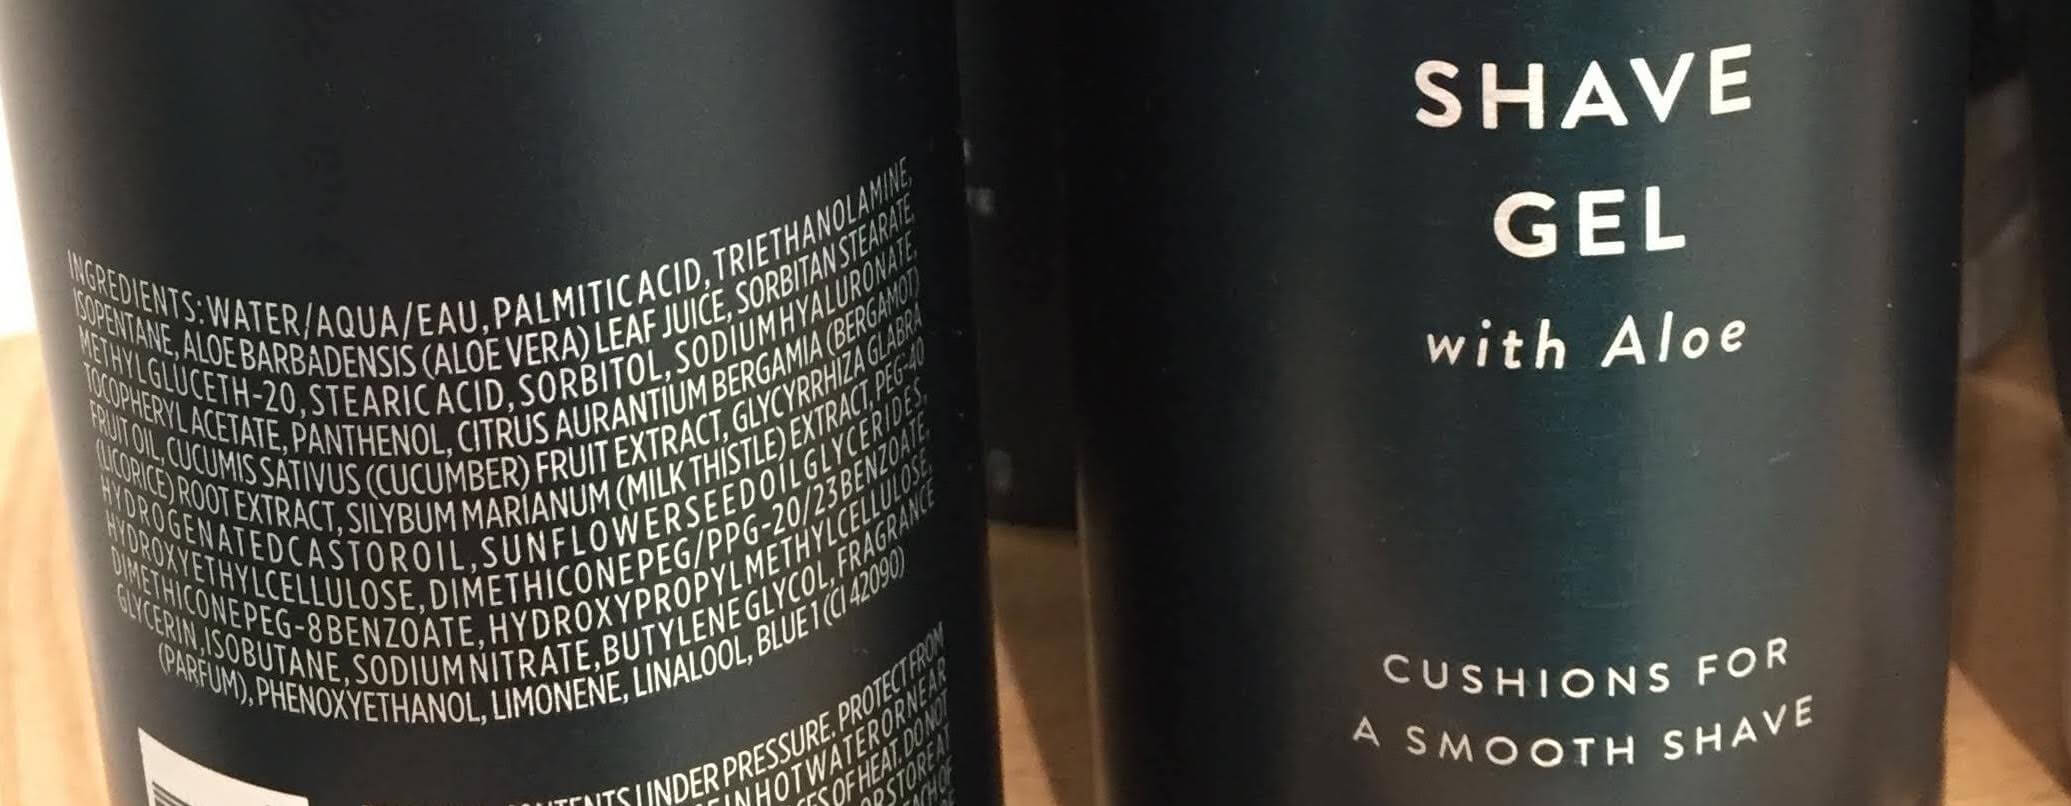 INGREDIENTS: WATER/AQUA/EAU, PALMITIC ACID, TRIETHANOLAMINE,
ISOPENTANE, ALOE BARBADENSIS (ALOE VERA) LEAF JUICE, SORBITAN STEARATE,
METHYL GLUCETH-20, STEARIC ACID, SORBITOL, SODIUM HYALURONATE,
TOCOPHERYL ACETATE, PANTHENOL, CITRUS AURANTIUM BERGAMIA (BERGAMOT)
FRUIT OIL, CUCUMIS SATIVUS (CUCUMBER) FRUIT EXTRACT, GLYCYRRHIZA GLABRA
(LICORICE) ROOT EXTRACT, SILYBUM MARIANUM (MILK THISTLE) EXTRACT, PEG-40
HYDROGENATED CASTOR OIL, SUNFLOWER SEED OIL GLYCERIDES,
HYDROXYETHYLCELLULOSE, DIMETHICONE PEG/PPG-20/23 BENZOATE,
DIMETHICONE PEG-8 BENZOATE, HYDROXYPROPYL METHYLCELLULOSE,
GLYCERIN, ISOBUTANE, SODIUM NITRATE, BUTYLENE GLYCOL, FRAGRANCE
(PARFUM), PHENOXYETHANOL, LIMONENE, LINALOOL, BLUE 1 (CI 42090)
UNDER PRESSURE. PROTECT FROM
IN HOT WATER OR NEAR
OF HEAT. DO NOT
STORE AT
SHAVE
GEL
with Aloe
CUSHIONS FOR
A SMOOTH SHAVE